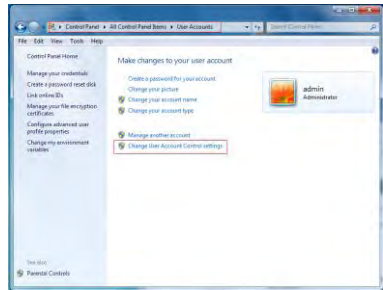 Control Panel ▸ All Control Panel Items ▸ User Accounts
Search Control Panel
File Edit View Tools Help
Control Panel Home
Manage your credentials
Create a password reset disk
Link online IDs
Manage your file encryption
certificates
Configure advanced user
profile properties
Change my environment
variables
See also
Parental Controls
Make changes to your user account
Create a password for your account
Change your picture
Change your account name
Change your account type
Manage another account
Change User Account Control settings
admin
Administrator